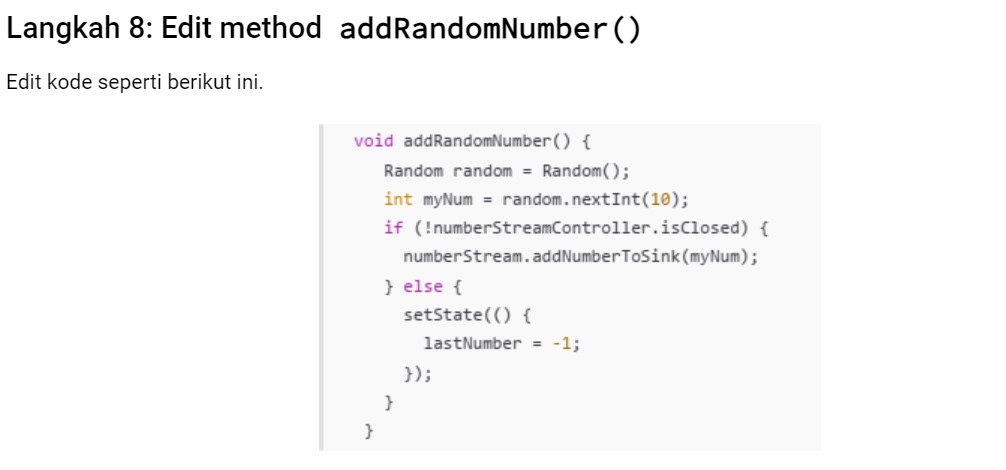 Langkah 8: Edit method addRandomNumber()
Edit kode seperti berikut ini.
void addRandomNumber() {
Random random = Random();
int myNum = random.nextInt(10);
if (!numberStreamController.isClosed) {
numberStream.addNumberToSink(myNum);
} else {
setState(() {
lastNumber = -1;
});
}
}